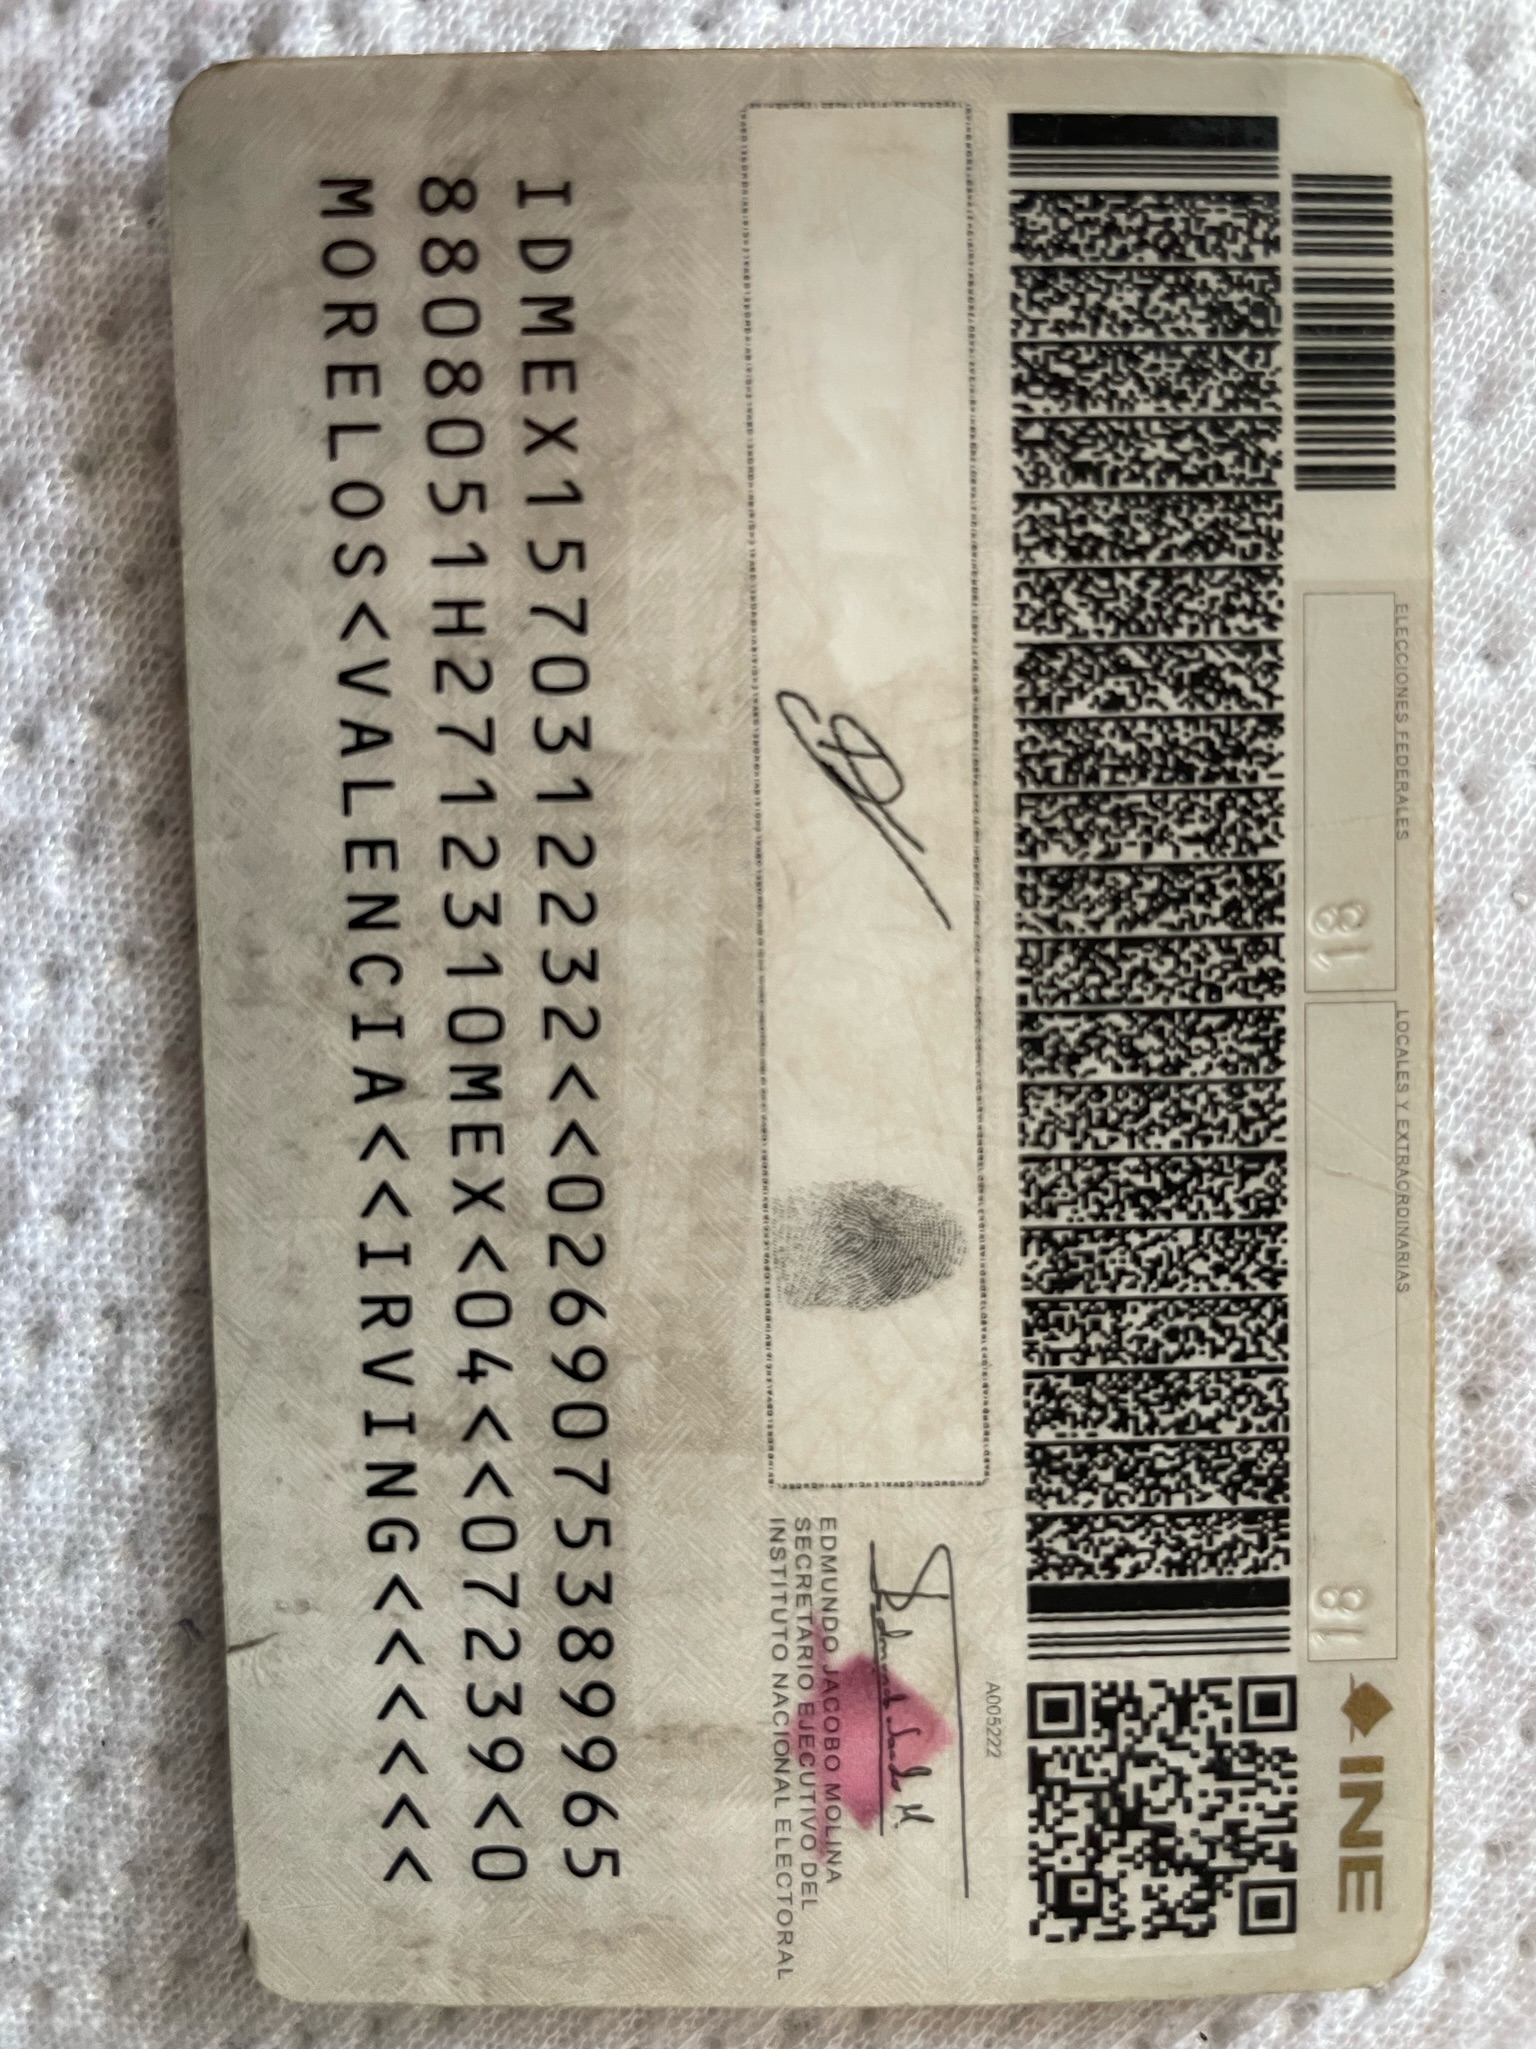 ELECCIONES FEDERALES
LOCALES Y EXTRAORDINARIAS
18
18
INE
A005222
EDMUNDO JACOBO MOLINA
SECRETARIO EJECUTIVO DEL
INSTITUTO NACIONAL ELECTORAL
IDMEX1570312232<<0269075389965
8808051H2712310MEX<04<<07239<0
MORELOS<VALENCIA<<IRVING<<<<<<